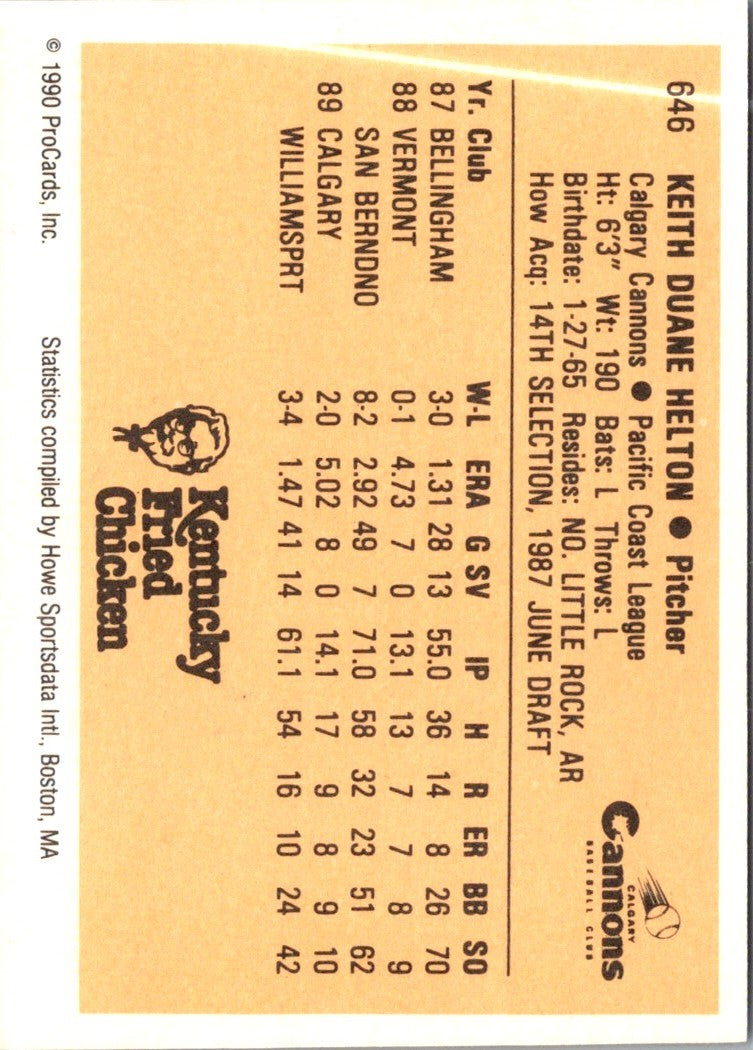 646 KEITH DUANE HELTON ● Pitcher
Calgary Cannons ● Pacific Coast League
Ht: 6'3" Wt: 190 Bats: L Throws: L
Birthdate: 1-27-65 Resides: NO. LITTLE ROCK, AR
How Acq: 14TH SELECTION, 1987 JUNE DRAFT
CALGARY
Cannons
BASEBALL CLUB
Yr. Club W-L ERA G SV IP H R ER BB SO
87 BELLINGHAM 3-0 1.31 28 13 55.0 36 14 8 26 70
88 VERMONT 0-1 4.73 7 0 13.1 13 7 7 8 9
SAN BERNDNO 8-2 2.92 49 7 71.0 58 32 23 51 62
89 CALGARY 2-0 5.02 8 0 14.1 17 9 8 9 10
WILLIAMSPRT 3-4 1.47 41 14 61.1 54 16 10 24 42
Kentucky
Fried
Chicken
© 1990 ProCards, Inc. Statistics compiled by Howe Sportsdata Intl., Boston, MA